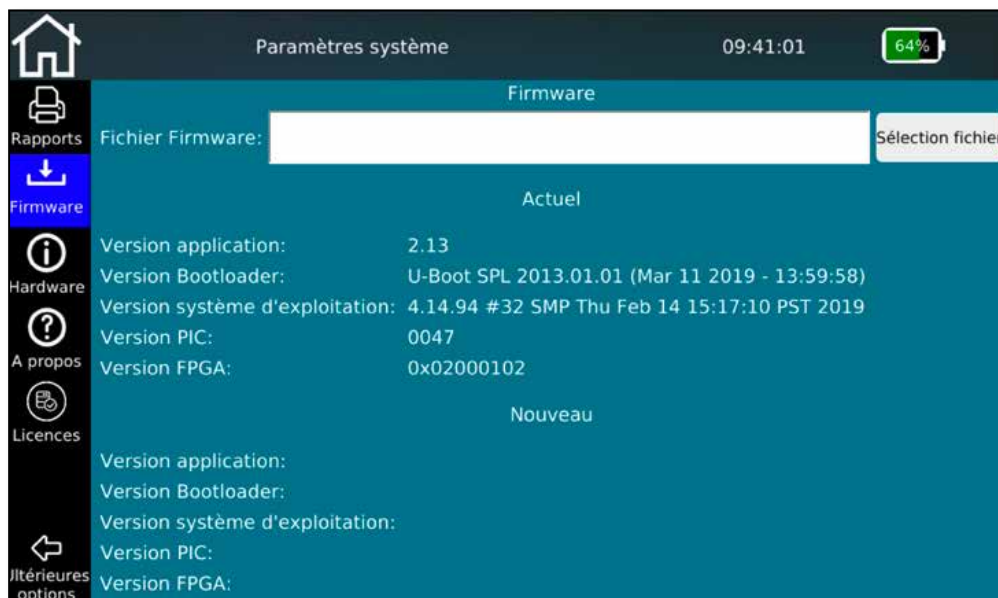 Paramètres système 09:41:01 64%
Firmware
Rapports
Fichier Firmware: Sélection fichier
Firmware
Actuel
Version application: 2.13
Hardware
Version Bootloader: U-Boot SPL 2013.01.01 (Mar 11 2019 - 13:59:58)
Version système d'exploitation: 4.14.94 #32 SMP Thu Feb 14 15:17:10 PST 2019
Version PIC: 0047
A propos
Version FPGA: 0x02000102
Nouveau
Licences
Version application:
Version Bootloader:
Version système d'exploitation:
Version PIC:
Ultérieures
options
Version FPGA: